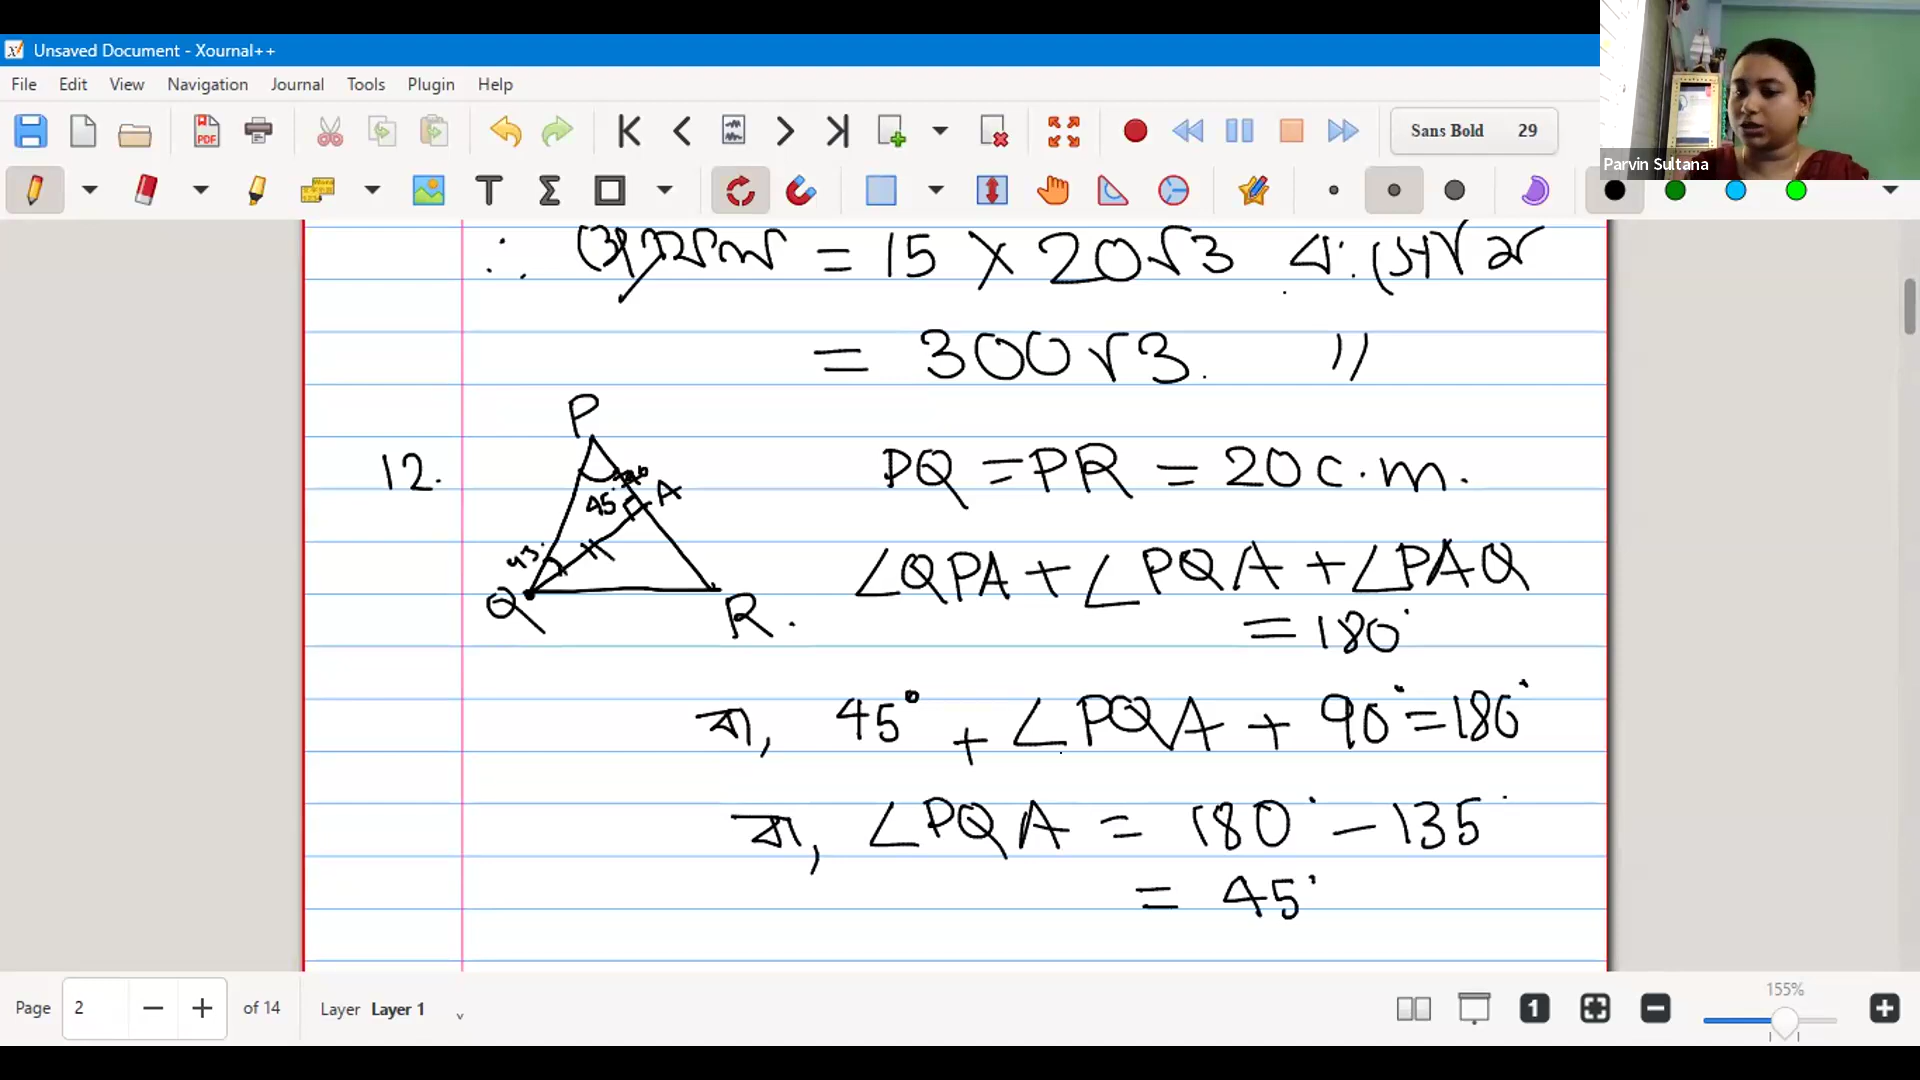 Unsaved Document - Xournal++
File Edit View Navigation Journal Tools Plugin Help
Sans Bold 29
Parvin Sultana
∴ ক্ষেত্রফল = 15 × 20√3 ব. সে.মি.
= 300√3. "
12.
P
45° A
45°
Q
R.
PQ = PR = 20 c.m.
∠QPA + ∠PQA + ∠PAQ
= 180°
বা, 45° + ∠PQA + 90° = 180°
বা, ∠PQA = 180° - 135°
= 45°
Page 2 of 14 Layer Layer 1
155%